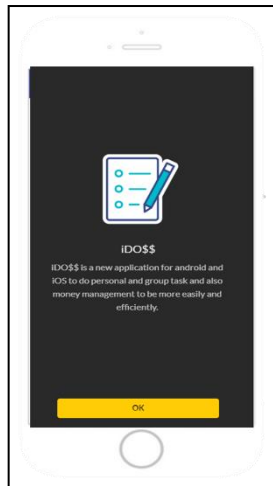 iDO$$
iDO$$ is a new application for android and
iOS to do personal and group task and also
money management to be more easily and
efficiently.
OK